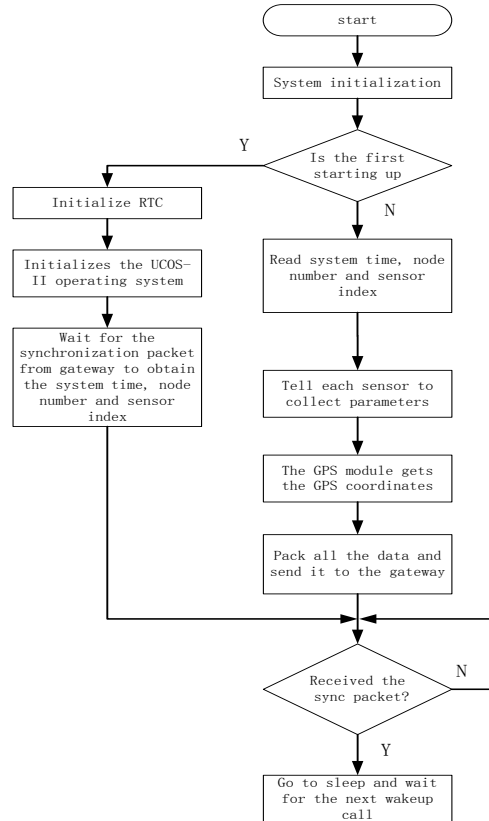 start
System initialization
Y
Is the first
starting up
N
Initialize RTC
Initializes the UCOS-
II operating system
Wait for the
synchronization packet
from gateway to obtain
the system time, node
number and sensor
index
Read system time, node
number and sensor
index
Tell each sensor to
collect parameters
The GPS module gets
the GPS coordinates
Pack all the data and
send it to the gateway
Received the
sync packet?
N
Y
Go to sleep and wait
for the next wakeup
call